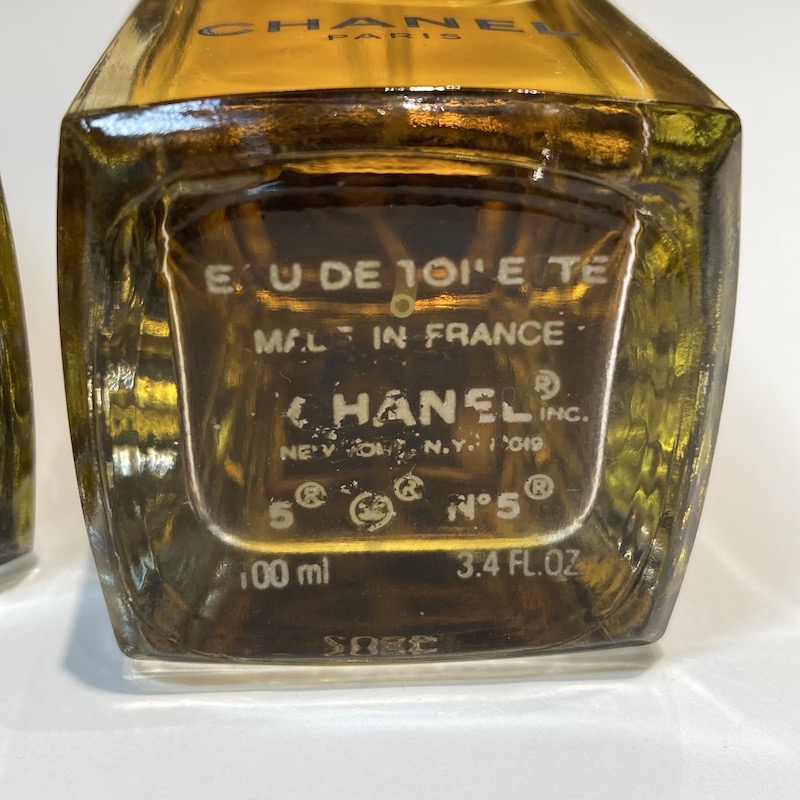 CHANEL
PARIS
EAU DE TOILETTE
MADE IN FRANCE
CHANEL® INC.
NEW YORK, N.Y. 10019
5® ® N°5®
100 ml 3.4 FL.OZ